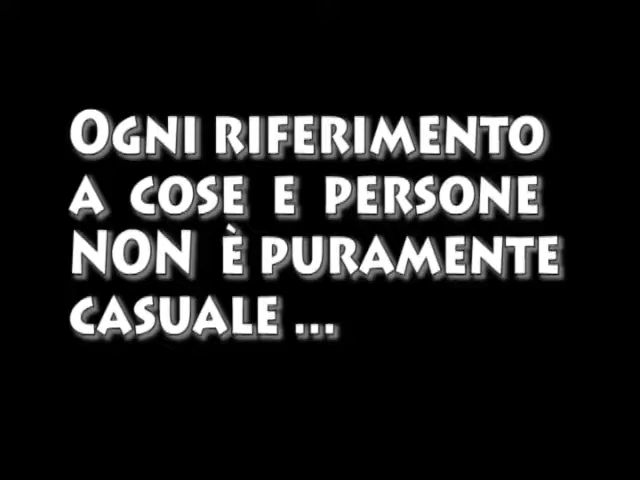 OGNI RIFERIMENTO
A COSE E PERSONE
NON È PURAMENTE
CASUALE ...